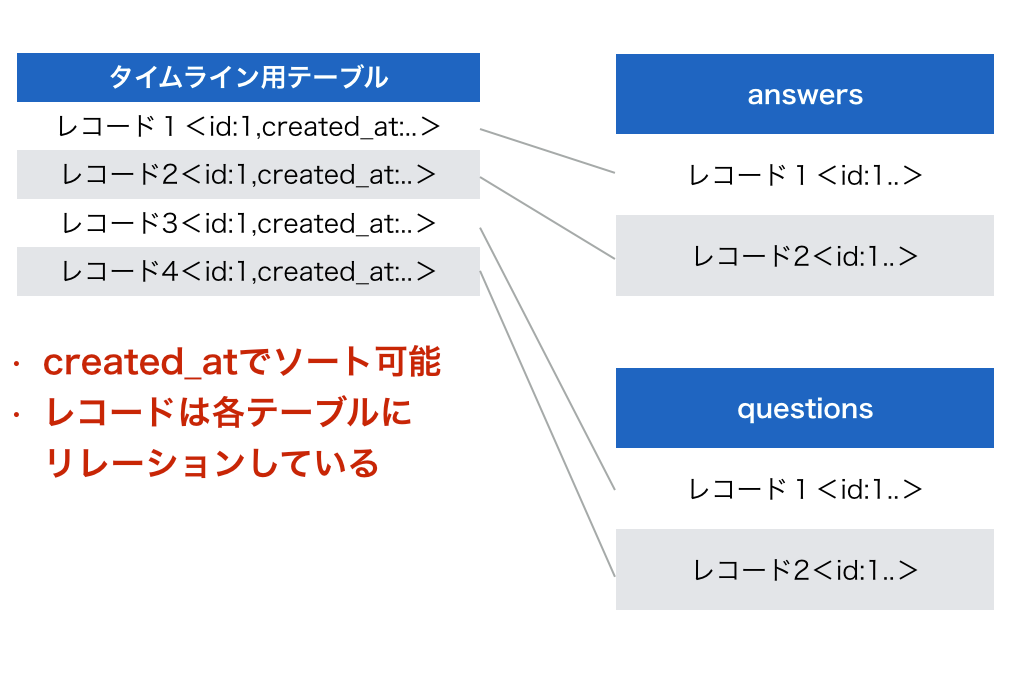 タイムライン用テーブル
レコード１＜id:1,created_at:..＞
レコード2＜id:1,created_at:..＞
レコード3＜id:1,created_at:..＞
レコード4＜id:1,created_at:..＞
・ created_atでソート可能
・ レコードは各テーブルに
リレーションしている
answers
レコード１＜id:1..＞
レコード2＜id:1..＞
questions
レコード１＜id:1..＞
レコード2＜id:1..＞